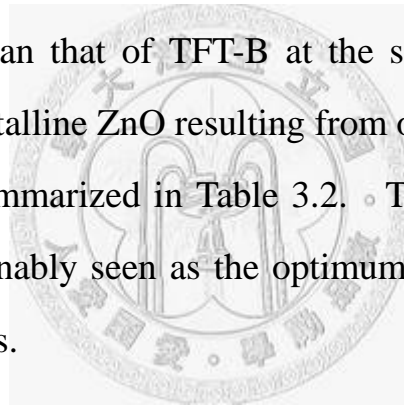 an that of TFT-B at the s
talline ZnO resulting from o
mmarized in Table 3.2. T
nably seen as the optimum
s.